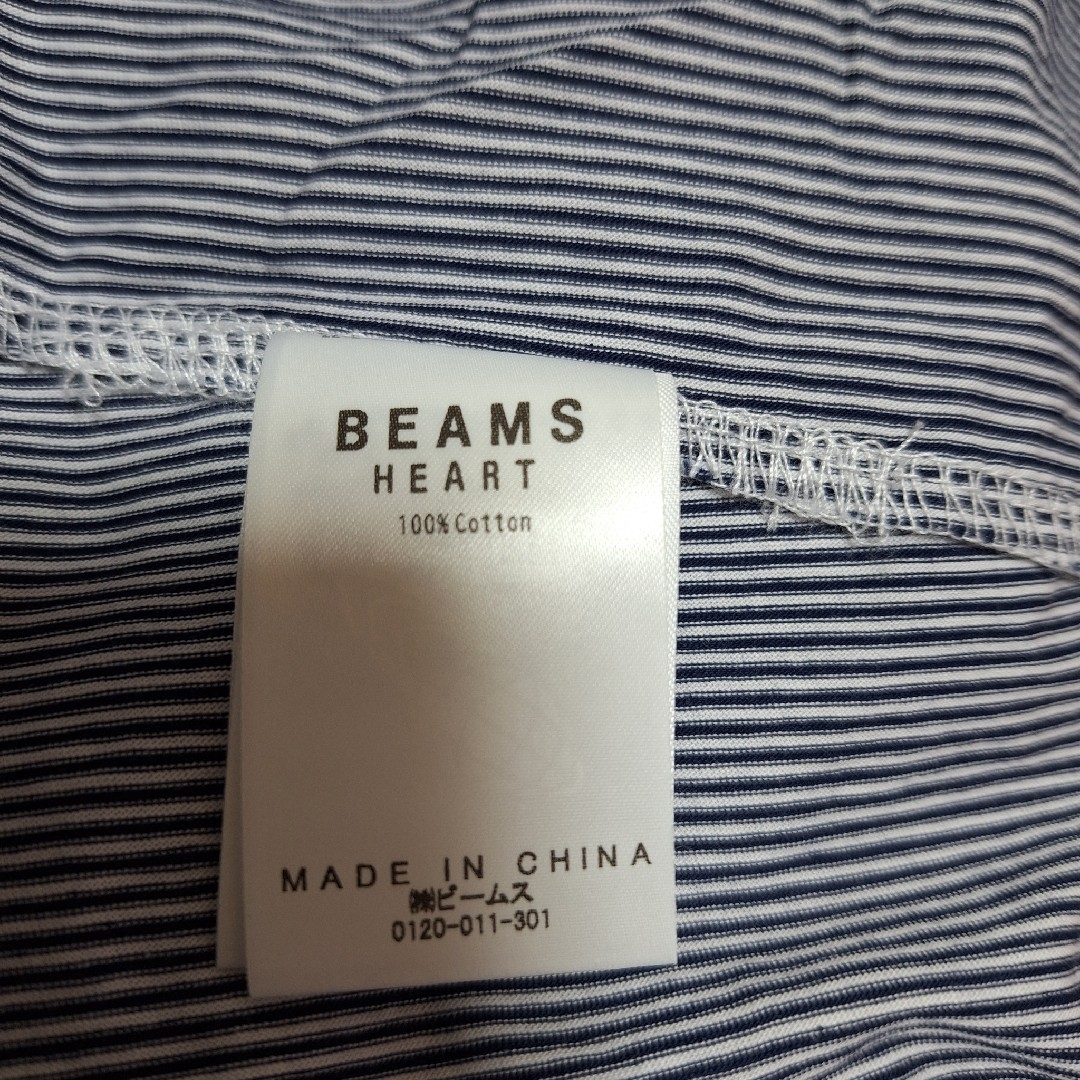 BEAMS
HEART
100% Cotton
MADE IN CHINA
㈱ビームス
0120-011-301